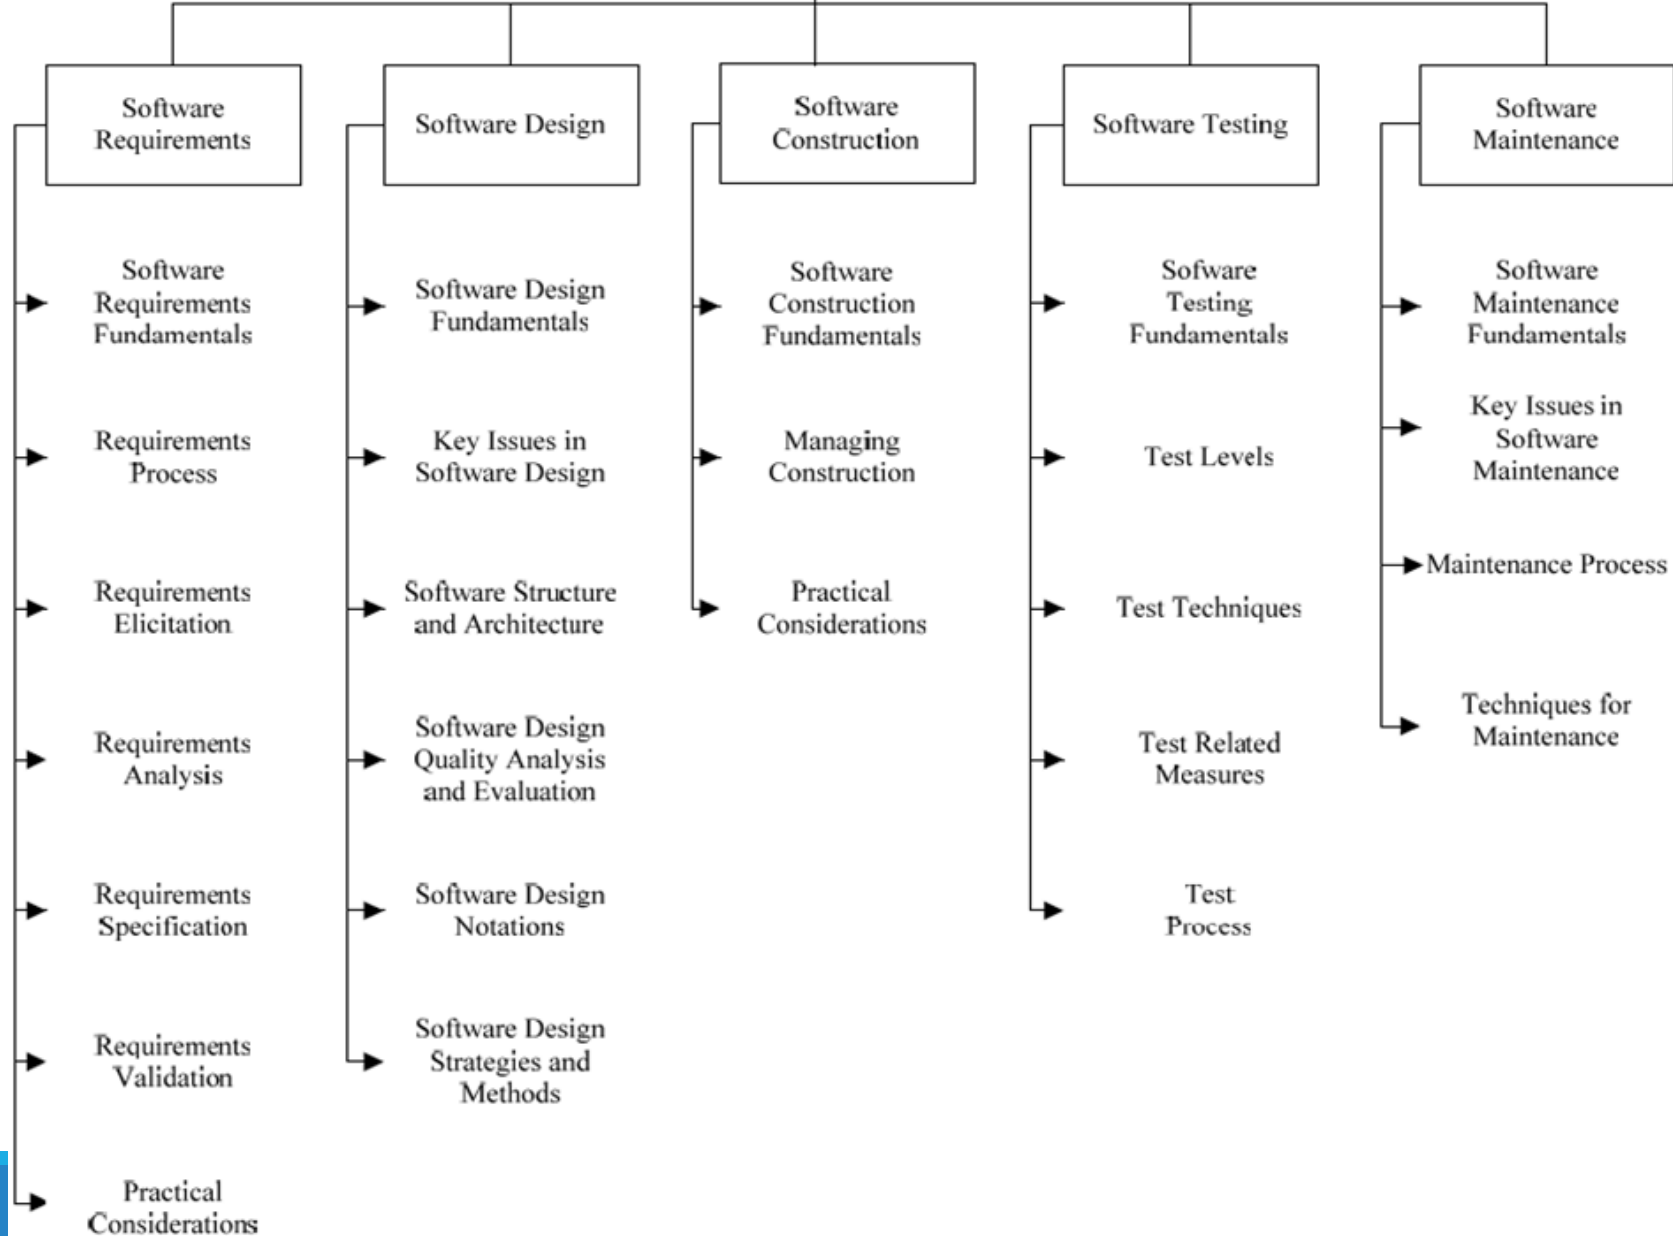 Software
Requirements
Software Design
Software
Construction
Software Testing
Software
Maintenance
Software
Requirements
Fundamentals
Requirements
Process
Requirements
Elicitation
Requirements
Analysis
Requirements
Specification
Requirements
Validation
Practical
Considerations
Software Design
Fundamentals
Key Issues in
Software Design
Software Structure
and Architecture
Software Design
Quality Analysis
and Evaluation
Software Design
Notations
Software Design
Strategies and
Methods
Software
Construction
Fundamentals
Managing
Construction
Practical
Considerations
Sofware
Testing
Fundamentals
Test Levels
Test Techniques
Test Related
Measures
Test
Process
Software
Maintenance
Fundamentals
Key Issues in
Software
Maintenance
Maintenance Process
Techniques for
Maintenance